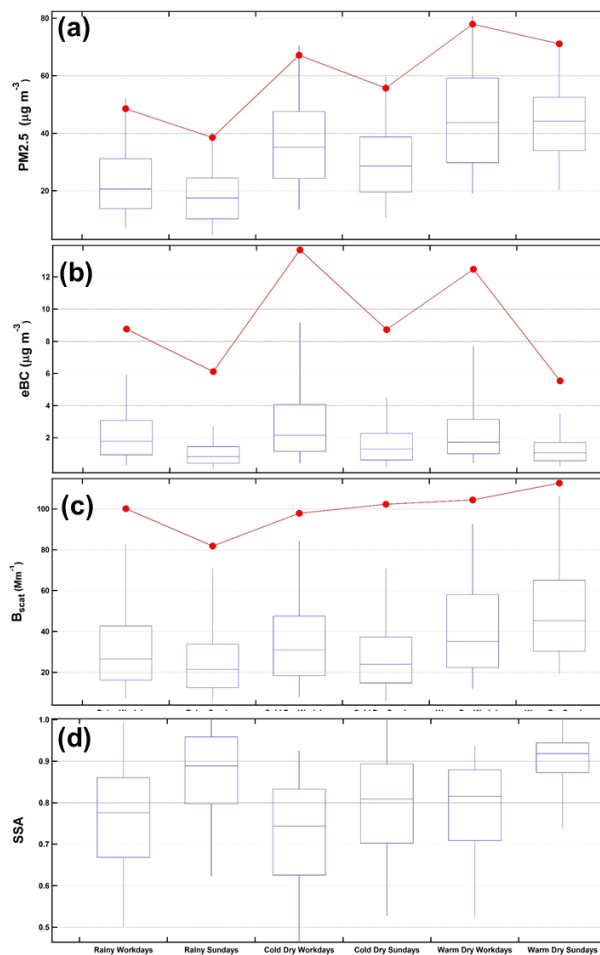 (a)
80
60
40
20
PM2.5 (μg m-3)
(b)
12
10
8
6
4
2
eBC (μg m-3)
(c)
100
80
60
40
20
Bscat (Mm-1)
(d)
1.0
0.9
0.8
0.7
0.6
0.5
SSA
Rainy Workdays Rainy Sundays Cold Dry Workdays Cold Dry Sundays Warm Dry Workdays Warm Dry Sundays